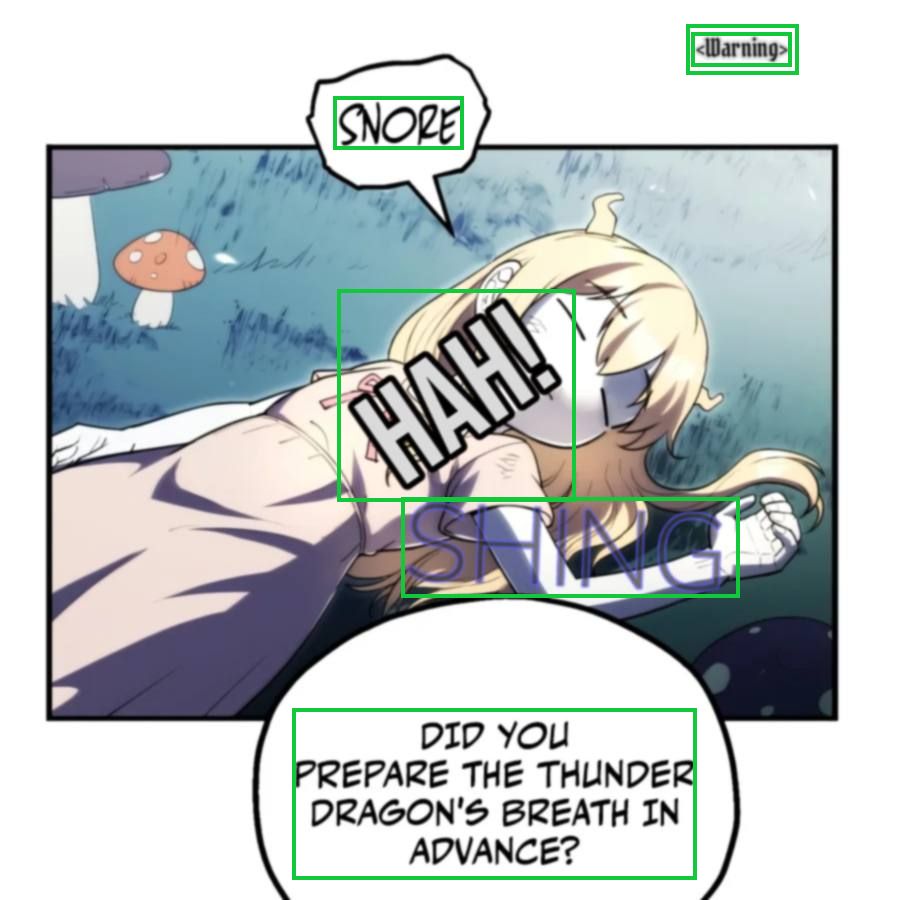 <Warning>
SNORE
HAH!
SHING
DID YOU
PREPARE THE THUNDER
DRAGON'S BREATH IN
ADVANCE?